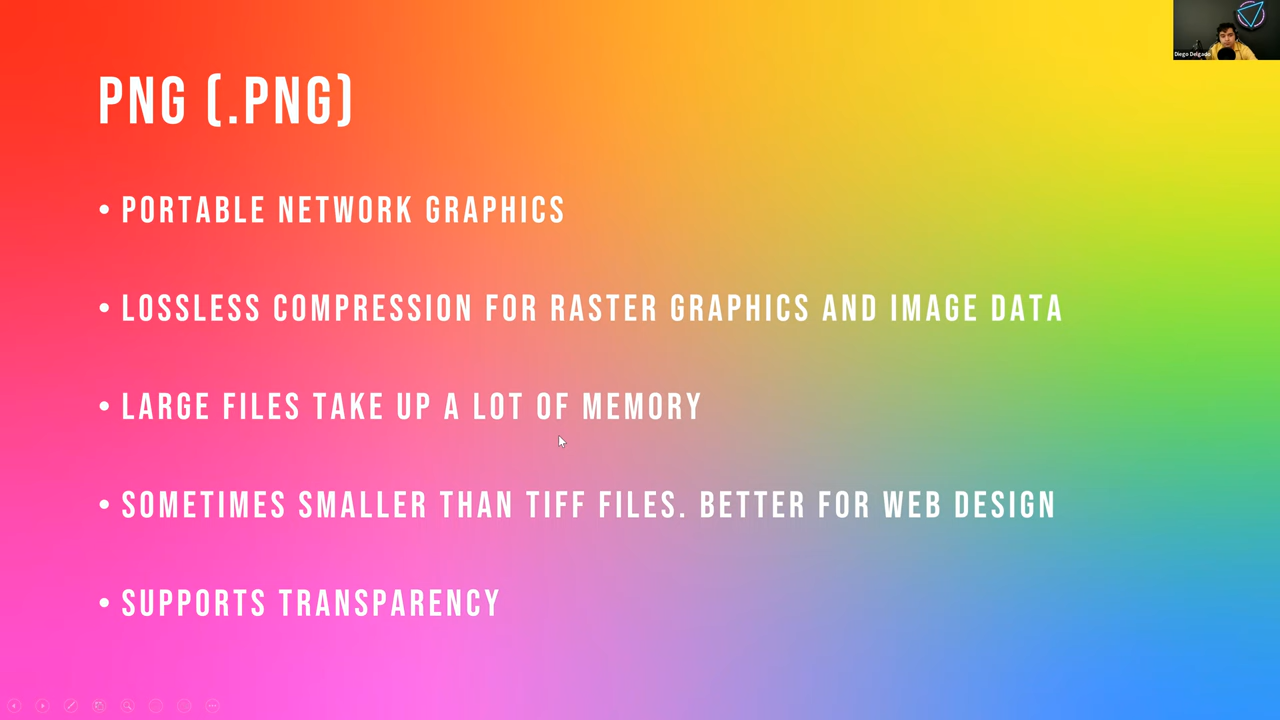 PNG (.PNG)
• PORTABLE NETWORK GRAPHICS
• LOSSLESS COMPRESSION FOR RASTER GRAPHICS AND IMAGE DATA
• LARGE FILES TAKE UP A LOT OF MEMORY
• SOMETIMES SMALLER THAN TIFF FILES. BETTER FOR WEB DESIGN
• SUPPORTS TRANSPARENCY
Diego Delgado